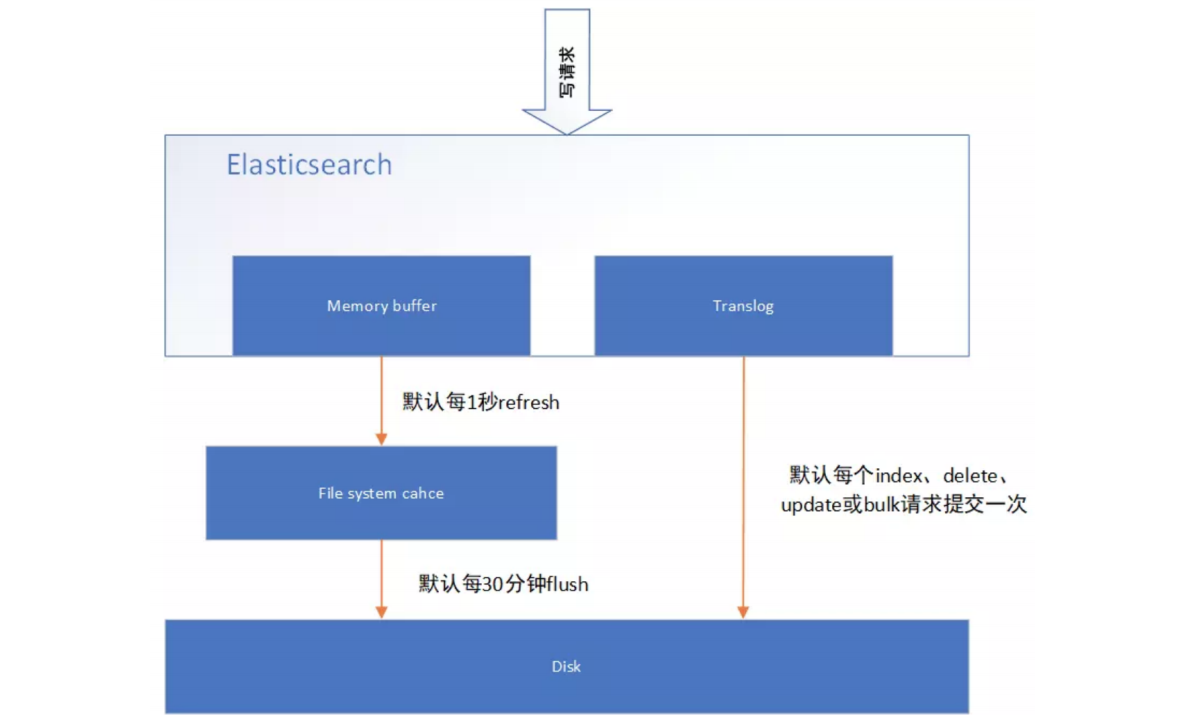 写请求
Elasticsearch
Memory buffer
Translog
默认每1秒refresh
File system cahce
默认每个index、delete、
update或bulk请求提交一次
默认每30分钟flush
Disk